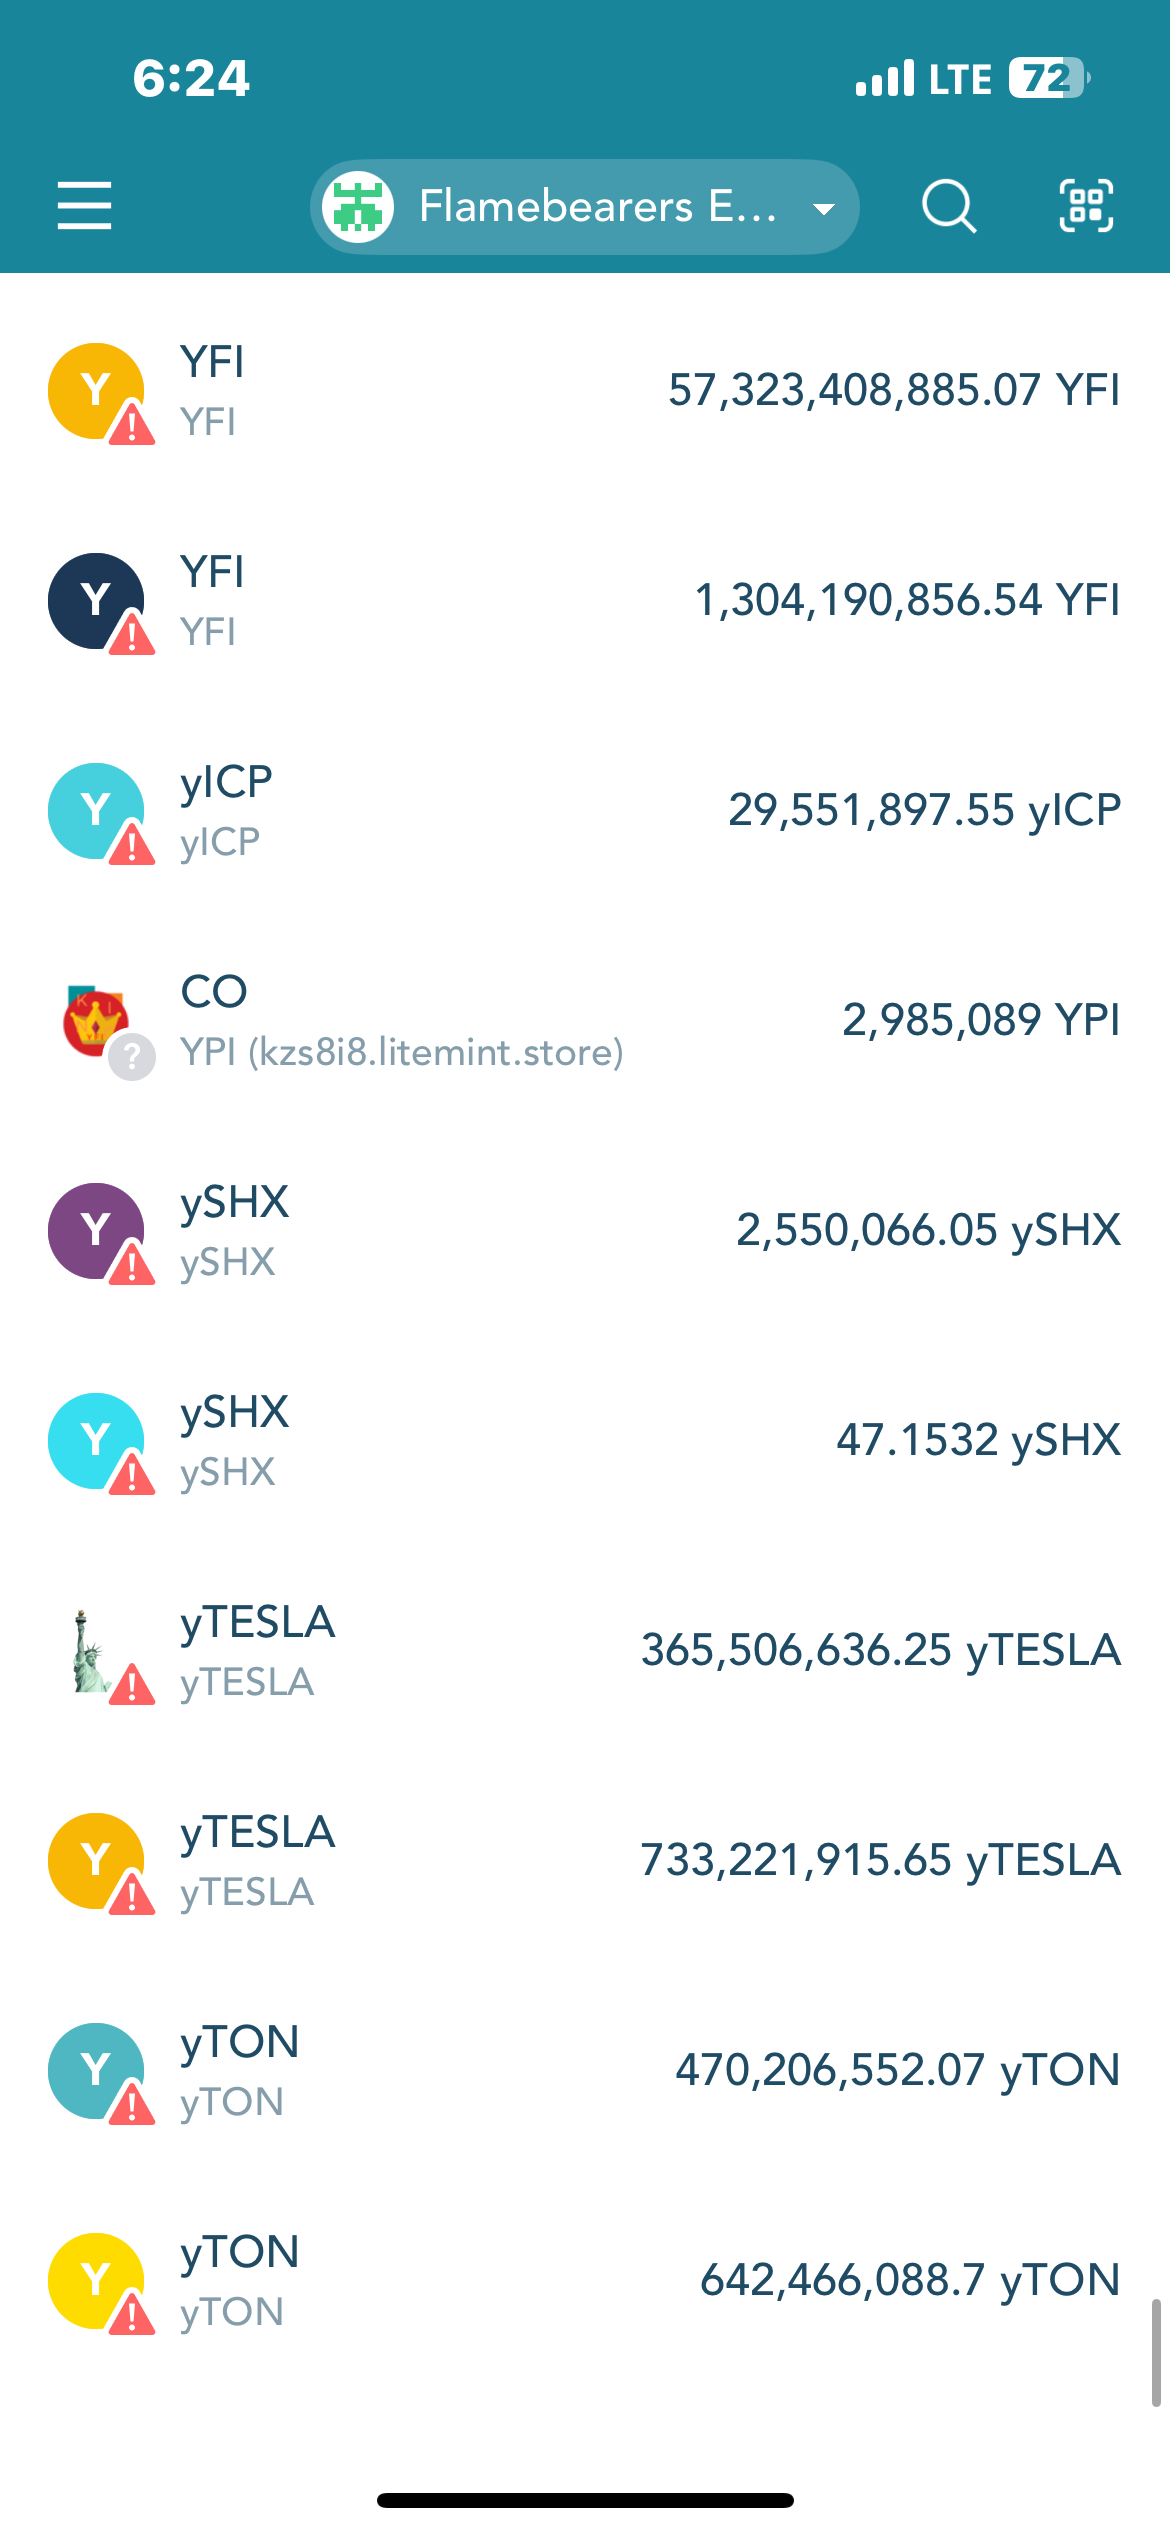 6:24
LTE 72
Flamebearers E...
Y
YFI
YFI
57,323,408,885.07 YFI
Y
YFI
YFI
1,304,190,856.54 YFI
Y
yICP
yICP
29,551,897.55 yICP
K I
CO
YPI (kzs8i8.litemint.store)
2,985,089 YPI
?
Y
ySHX
ySHX
2,550,066.05 ySHX
Y
ySHX
ySHX
47.1532 ySHX
yTESLA
yTESLA
365,506,636.25 yTESLA
Y
yTESLA
yTESLA
733,221,915.65 yTESLA
Y
yTON
yTON
470,206,552.07 yTON
Y
yTON
yTON
642,466,088.7 yTON